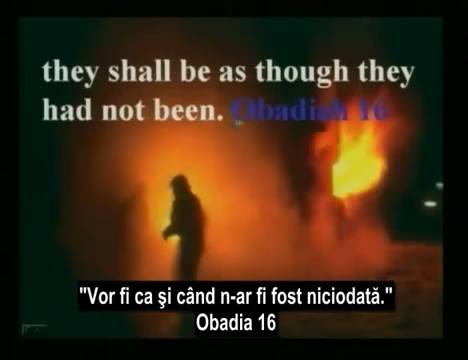 they shall be as though they
had not been. Obadiah 16
"Vor fi ca şi când n-ar fi fost niciodată."
Obadia 16